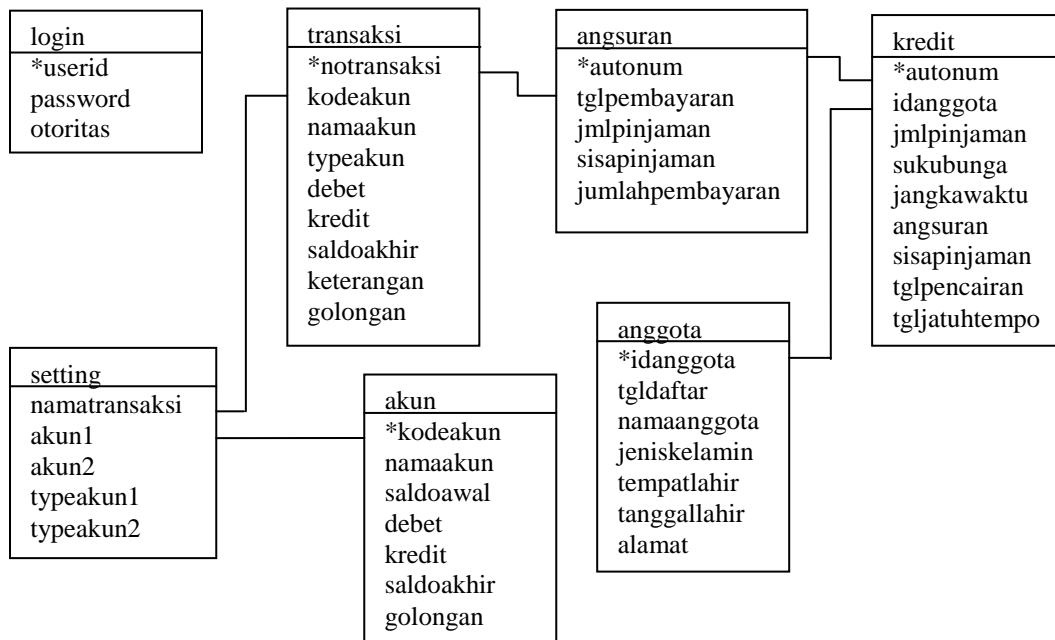 login
*userid
password
otoritas
transaksi
*notransaksi
kodeakun
namaakun
typeakun
debet
kredit
saldoakhir
keterangan
golongan
angsuran
*autonum
tglpembayaran
jmlpinjaman
sisapinjaman
jumlahpembayaran
kredit
*autonum
idanggota
jmlpinjaman
sukubunga
jangkawaktu
angsuran
sisapinjaman
tglpencairan
tgljatuhtempo
setting
namatransaksi
akun1
akun2
typeakun1
typeakun2
akun
*kodeakun
namaakun
saldoawal
debet
kredit
saldoakhir
golongan
anggota
*idanggota
tgldaftar
namaanggota
jeniskelamin
tempatlahir
tanggallahir
alamat